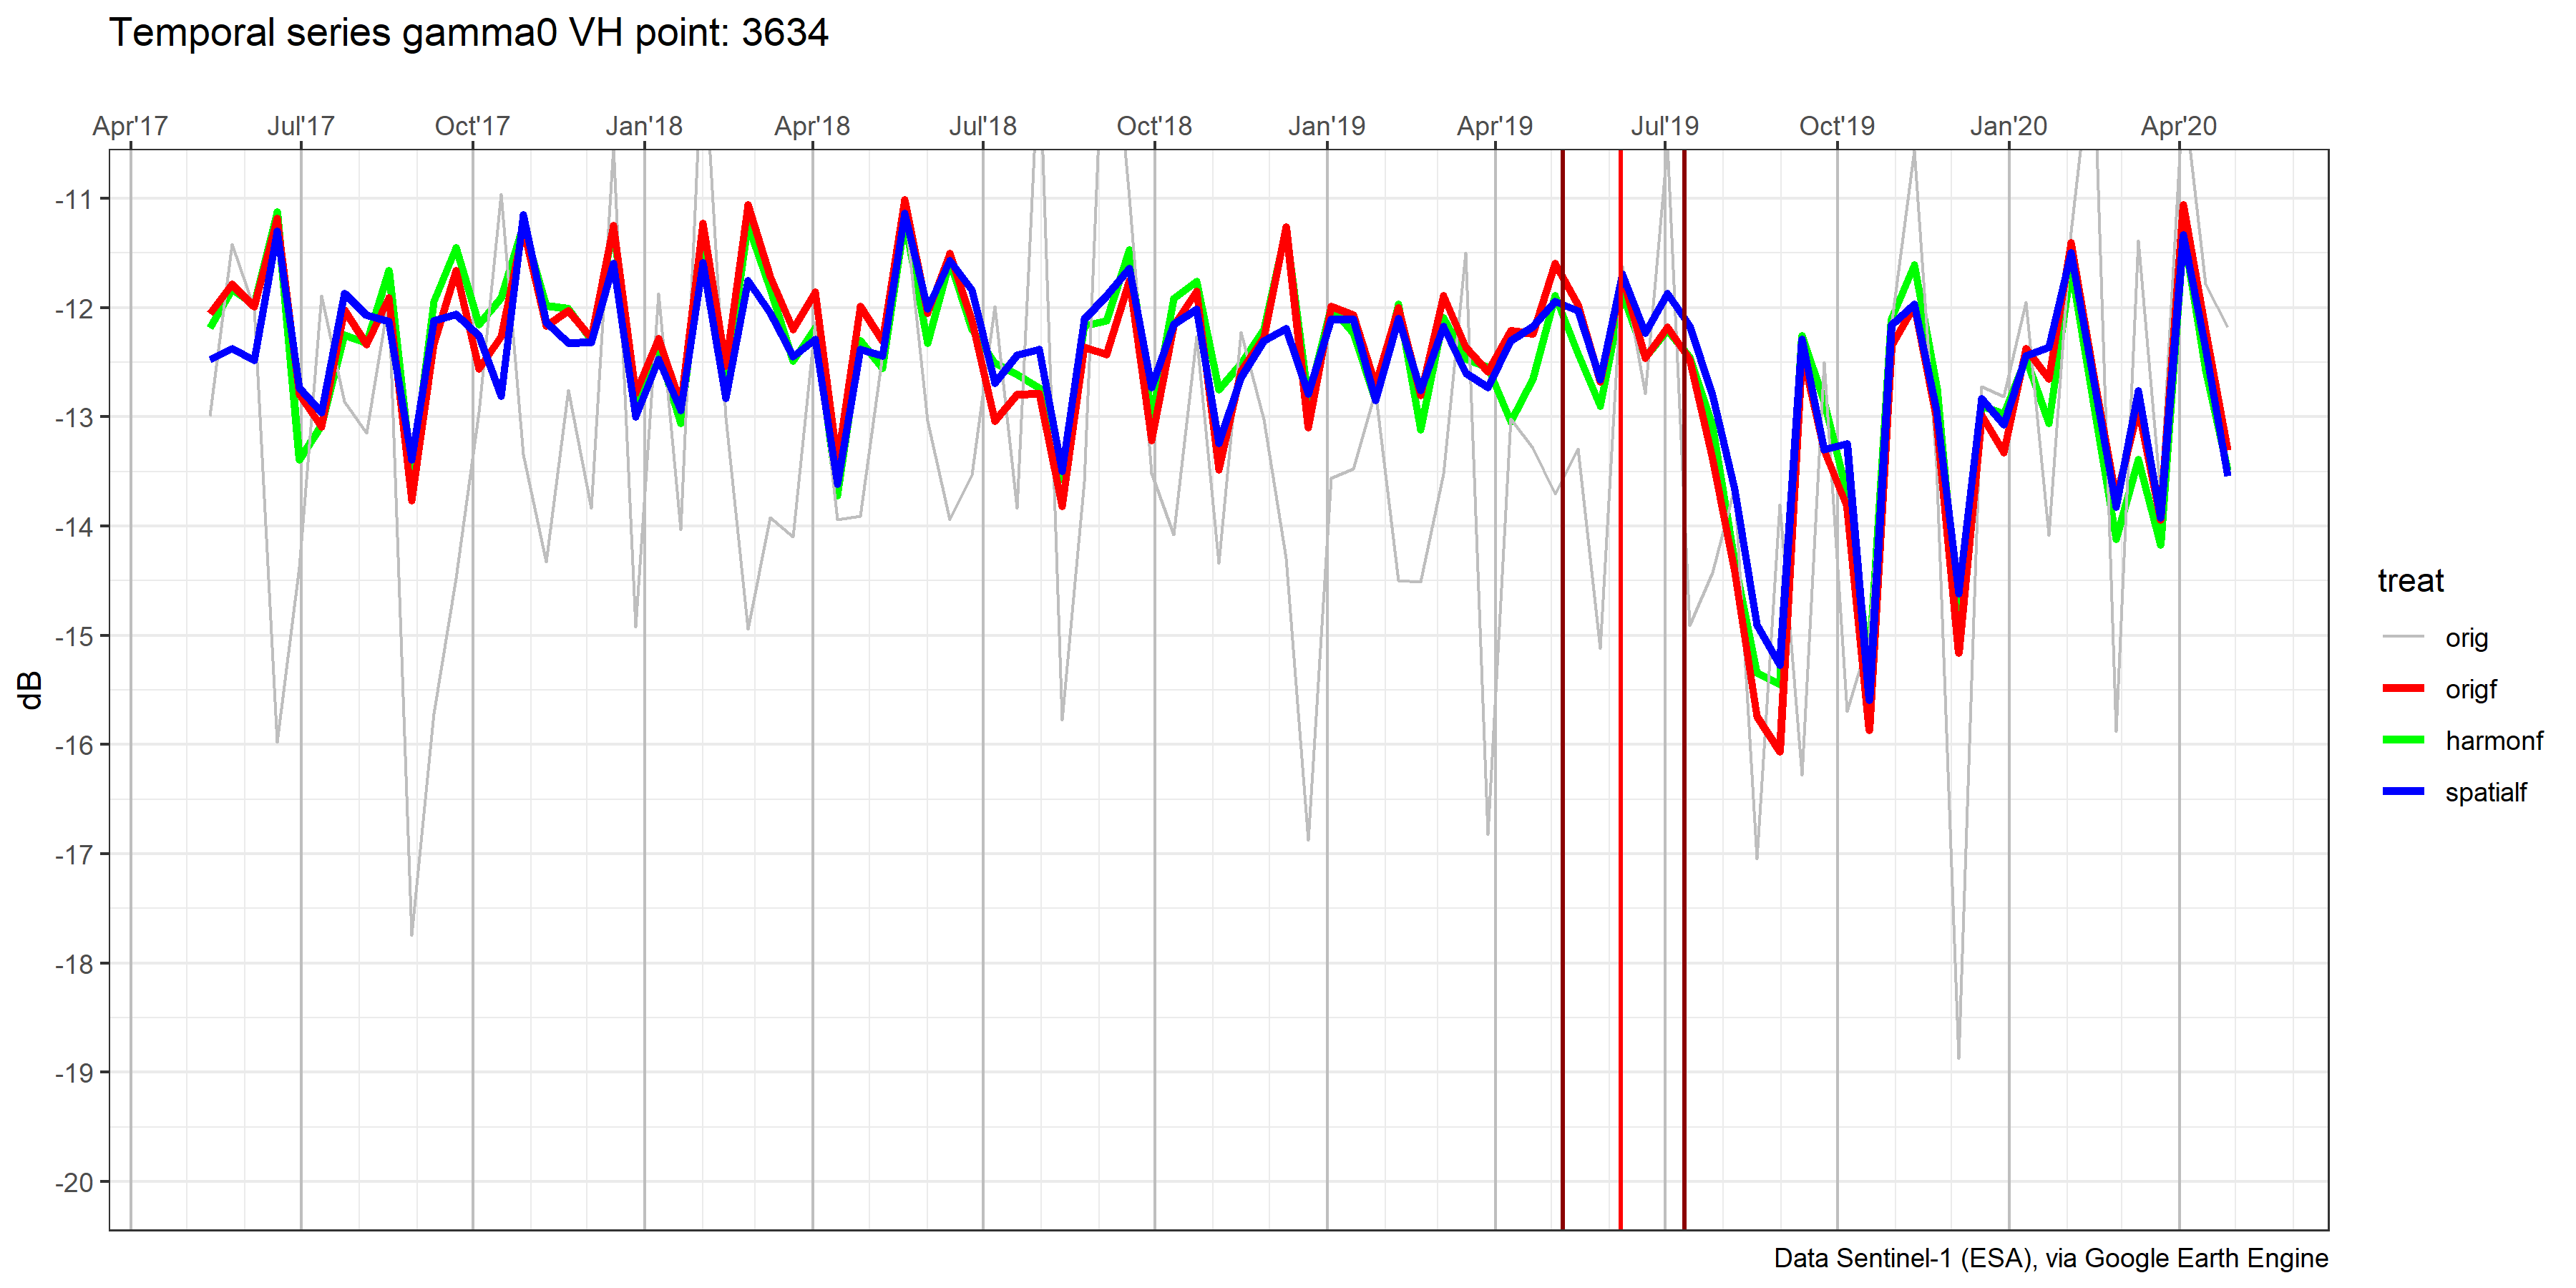 Temporal series gamma0 VH point: 3634
Apr'17 Jul'17 Oct'17 Jan'18 Apr'18 Jul'18 Oct'18 Jan'19 Apr'19 Jul'19 Oct'19 Jan'20 Apr'20
-11
-12
-13
-14
-15
-16
-17
-18
-19
-20
dB
treat
orig
origf
harmonf
spatialf
Data Sentinel-1 (ESA), via Google Earth Engine